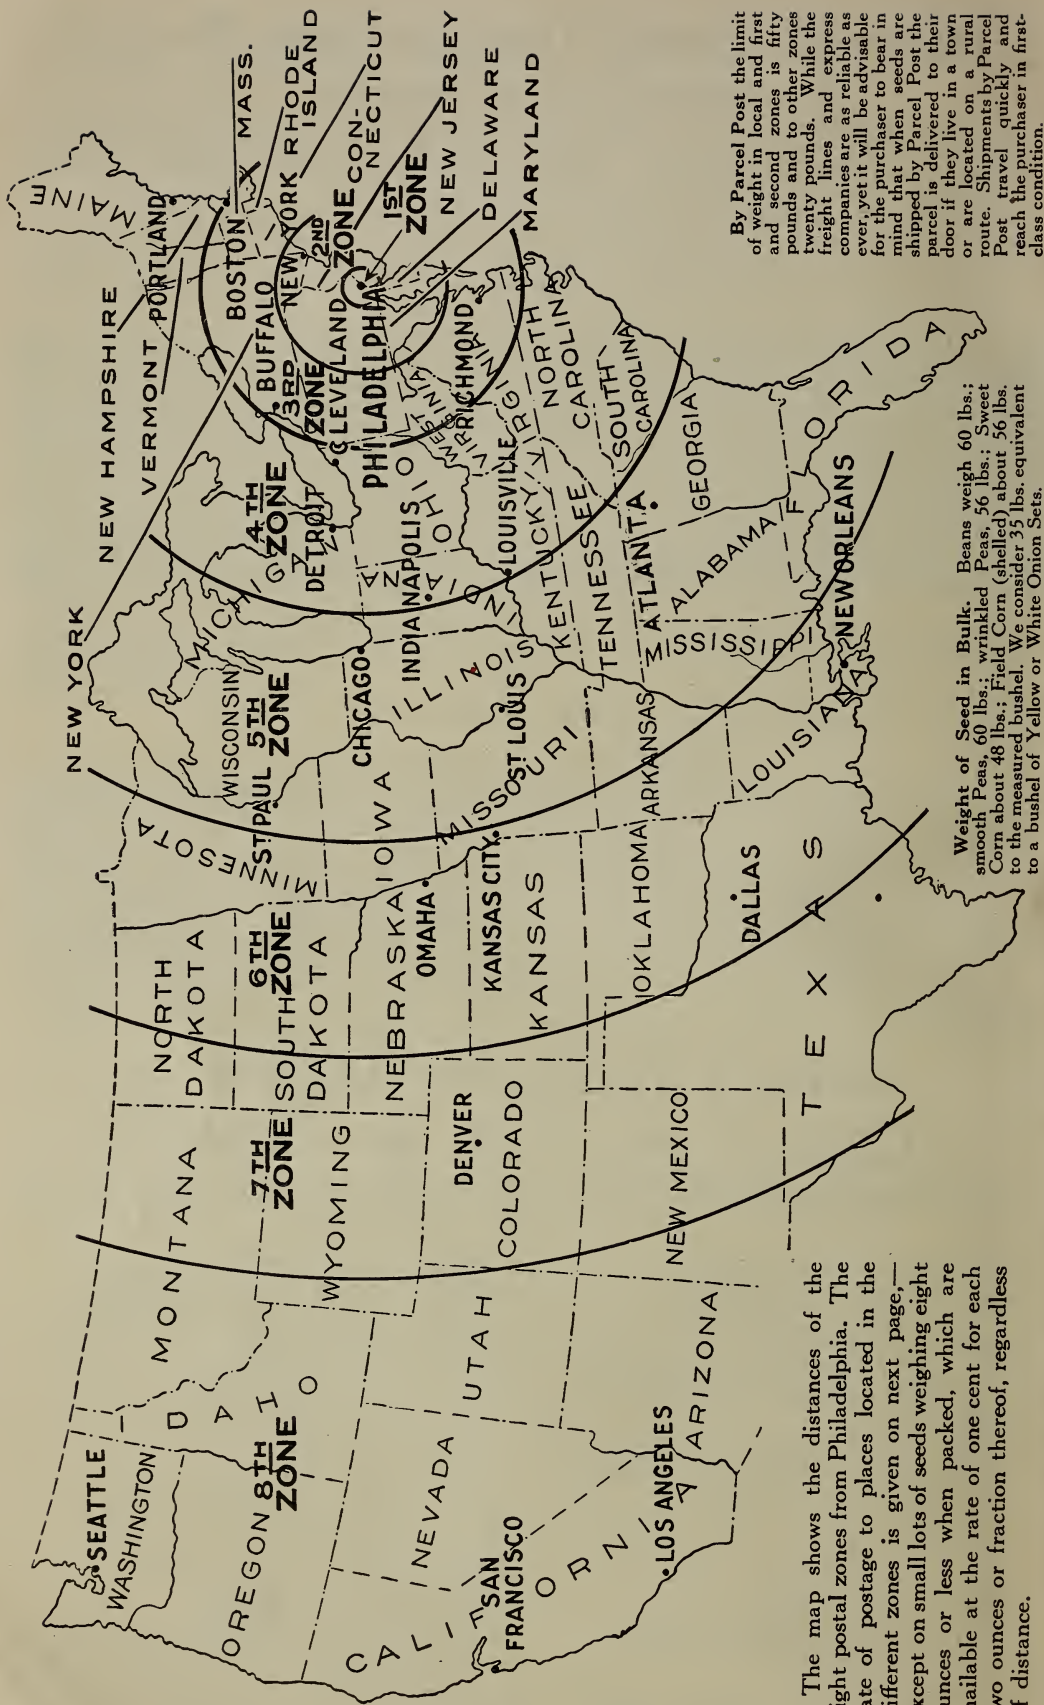 NEW YORK
NEW HAMPSHIRE
VERMONT
MAINE
PORTLAND
BOSTON
MASS.
RHODE
ISLAND
CON-
NECTICUT
NEW JERSEY
DELAWARE
MARYLAND
NEW YORK
BUFFALO
1ST
ZONE
2ND
ZONE
3RD
ZONE
4TH
ZONE
5TH
ZONE
6TH
ZONE
7TH
ZONE
8TH
ZONE
CLEVELAND
PHILADELPHIA
RICHMOND
WEST
VIRGINIA
VIRGINIA
NORTH
CAROLINA
SOUTH
CAROLINA
GEORGIA
FLORIDA
ALABAMA
ATLANTA
MISSISSIPPI
NEW ORLEANS
LOUISIANA
TENNESSEE
KENTUCKY
LOUISVILLE
OHIO
INDIANA
INDIANAPOLIS
MICHIGAN
DETROIT
ILLINOIS
CHICAGO
WISCONSIN
MINNESOTA
ST PAUL
IOWA
MISSOURI
ST LOUIS
ARKANSAS
NORTH
DAKOTA
SOUTH
DAKOTA
NEBRASKA
OMAHA
KANSAS CITY
KANSAS
OKLAHOMA
DALLAS
TEXAS
MONTANA
WYOMING
DENVER
COLORADO
NEW MEXICO
IDAHO
UTAH
ARIZONA
SEATTLE
WASHINGTON
OREGON
NEVADA
CALIFORNIA
SAN
FRANCISCO
LOS ANGELES
The map shows the distances of the
ight postal zones from Philadelphia. The
ate of postage to places located in the
ifferent zones is given on next page,—
xcept on small lots of seeds weighing eight
unces or less when packed, which are
nailable at the rate of one cent for each
wo ounces or fraction thereof, regardless
f distance.
Weight of Seed in Bulk. Beans weigh 60 lbs.;
smooth Peas, 60 lbs.; wrinkled Peas, 56 lbs.; Sweet
Corn about 48 lbs.; Field Corn (shelled) about 56 lbs.
to the measured bushel. We consider 35 lbs. equivalent
to a bushel of Yellow or White Onion Sets.
By Parcel Post the limit
of weight in local and first
and second zones is fifty
pounds and to other zones
twenty pounds. While the
freight lines and express
companies are as reliable as
ever, yet it will be advisable
for the purchaser to bear in
mind that when seeds are
shipped by Parcel Post the
parcel is delivered to their
door if they live in a town
or are located on a rural
route. Shipments by Parcel
Post travel quickly and
reach the purchaser in first-
class condition.